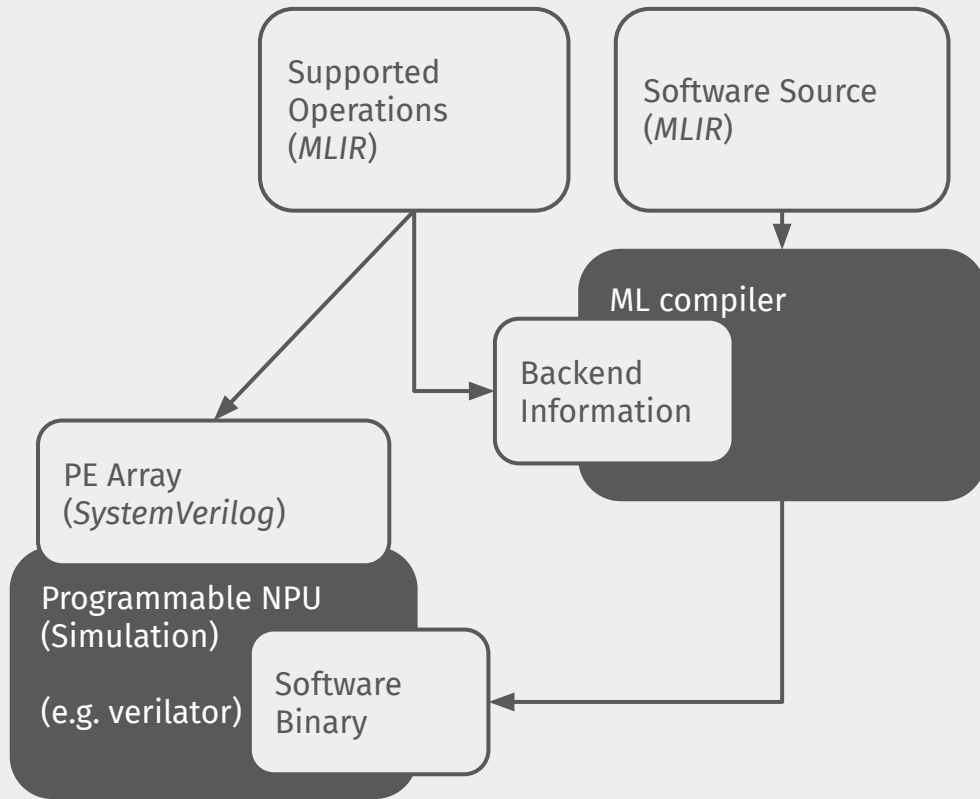 Supported
Operations
(MLIR)
Software Source
(MLIR)
ML compiler
Backend
Information
PE Array
(SystemVerilog)
Programmable NPU
(Simulation)
(e.g. verilator)
Software
Binary